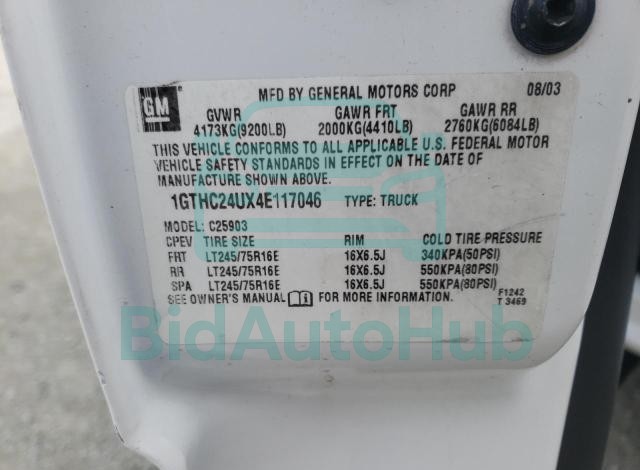 GM
MFD BY GENERAL MOTORS CORP 08/03
GVWR GAWR FRT GAWR RR
4173KG(9200LB) 2000KG(4410LB) 2760KG(6084LB)
THIS VEHICLE CONFORMS TO ALL APPLICABLE U.S. FEDERAL MOTOR
VEHICLE SAFETY STANDARDS IN EFFECT ON THE DATE OF
MANUFACTURE SHOWN ABOVE.
1GTHC24UX4E117046 TYPE: TRUCK
MODEL: C25903
CPEV TIRE SIZE RIM COLD TIRE PRESSURE
FRT LT245/75R16E 16X6.5J 340KPA(50PSI)
RR LT245/75R16E 16X6.5J 550KPA(80PSI)
SPA LT245/75R16E 16X6.5J 550KPA(80PSI)
SEE OWNER'S MANUAL FOR MORE INFORMATION.
F1242
T 3469
BidAutoHub